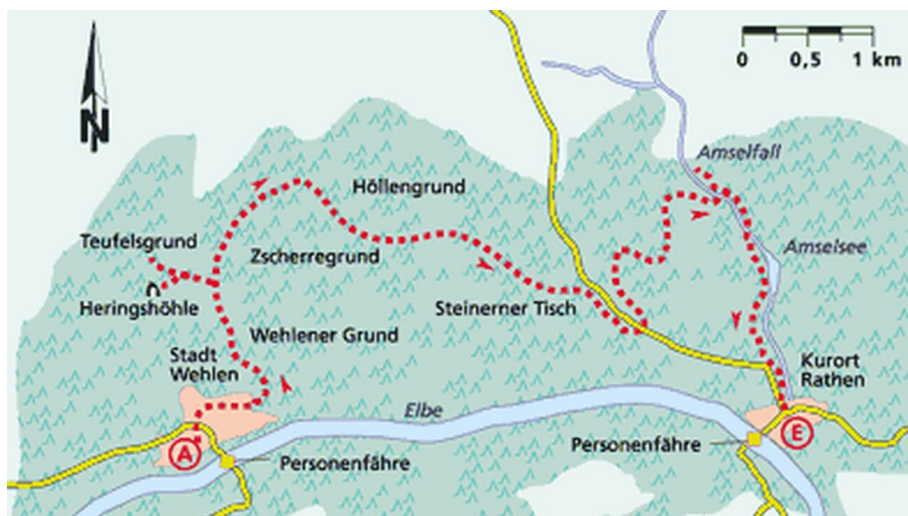 N
0 0,5 1 km
Amselfall
Höllengrund
Teufelsgrund
Zscherregrund
Amselsee
Heringshöhle
Steinerner Tisch
Wehlener Grund
Stadt
Wehlen
Kurort
Rathen
Elbe
A
Personenfähre
Personenfähre
E